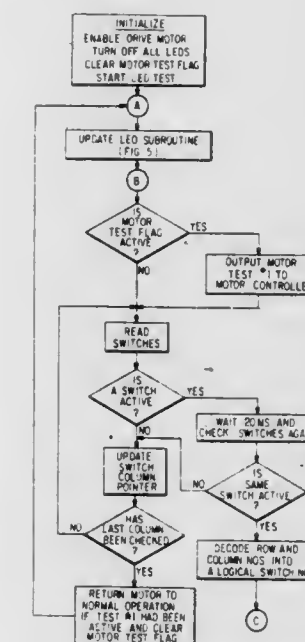 INITIALIZE
ENABLE DRIVE MOTOR
TURN OFF ALL LEDS
CLEAR MOTOR TEST FLAG
START LED TEST
A
UPDATE LED SUBROUTINE
(FIG 5)
B
IS
MOTOR
TEST FLAG
ACTIVE
?
YES
NO
OUTPUT MOTOR
TEST #1 TO
MOTOR CONTROLLE
READ
SWITCHES
IS
A SWITCH
ACTIVE
?
YES
NO
WAIT 20 MS AND
CHECK SWITCHES AGA
UPDATE
SWITCH
COLUMN
POINTER
IS
SAME
SWITCH ACTIVE
?
NO
YES
HAS
LAST COLUMN
BEEN CHECKED
?
NO
YES
DECODE ROW AND
COLUMN NOS INTO
A LOGICAL SWITCH NO
RETURN MOTOR TO
NORMAL OPERATION
IF TEST #1 HAD BEEN
ACTIVE AND CLEAR
MOTOR TEST FLAG
C